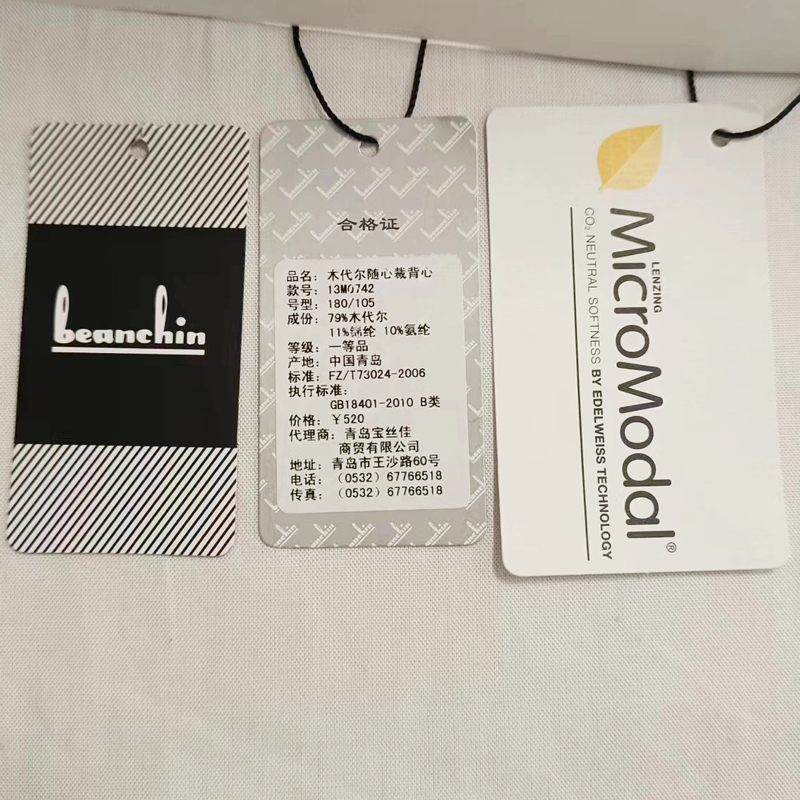 beanchin
合格证
品名：木代尔随心裁背心
款号：13M0742
号型：180/105
成份：79%木代尔
11%锦纶 10%氨纶
等级：一等品
产地：中国青岛
标准：FZ/T73024-2006
执行标准：
GB18401-2010 B类
价格：￥520
代理商：青岛宝丝佳
商贸有限公司
地址：青岛市王沙路60号
电话：（0532）67766518
传真：（0532）67766518
LENZING
MicroModal®
CO₂ NEUTRAL SOFTNESS BY EDELWEISS TECHNOLOGY